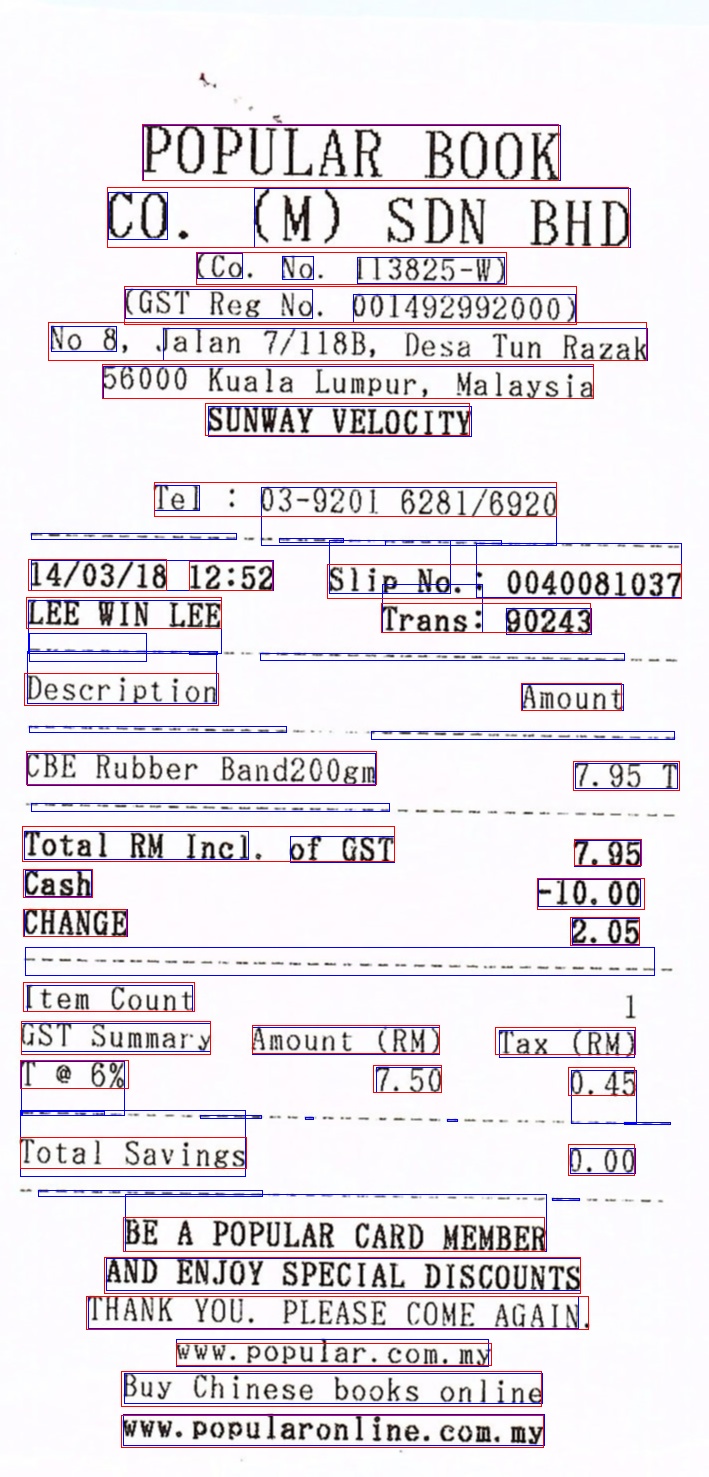 POPULAR BOOK
CO. (M) SDN BHD
(Co. No. 113825-W)
(GST Reg No. 001492992000)
No 8, Jalan 7/118B, Desa Tun Razak
56000 Kuala Lumpur, Malaysia
SUNWAY VELOCITY
Tel : 03-9201 6281/6920
14/03/18 12:52 Slip No.: 0040081037
LEE WIN LEE Trans: 90243
Description Amount
CBE Rubber Band200gm 7.95 T
Total RM Incl. of GST 7.95
Cash -10.00
CHANGE 2.05
Item Count 1
GST Summary Amount (RM) Tax (RM)
T @ 6% 7.50 0.45
Total Savings 0.00
BE A POPULAR CARD MEMBER
AND ENJOY SPECIAL DISCOUNTS
THANK YOU. PLEASE COME AGAIN.
www.popular.com.my
Buy Chinese books online
www.popularonline.com.my